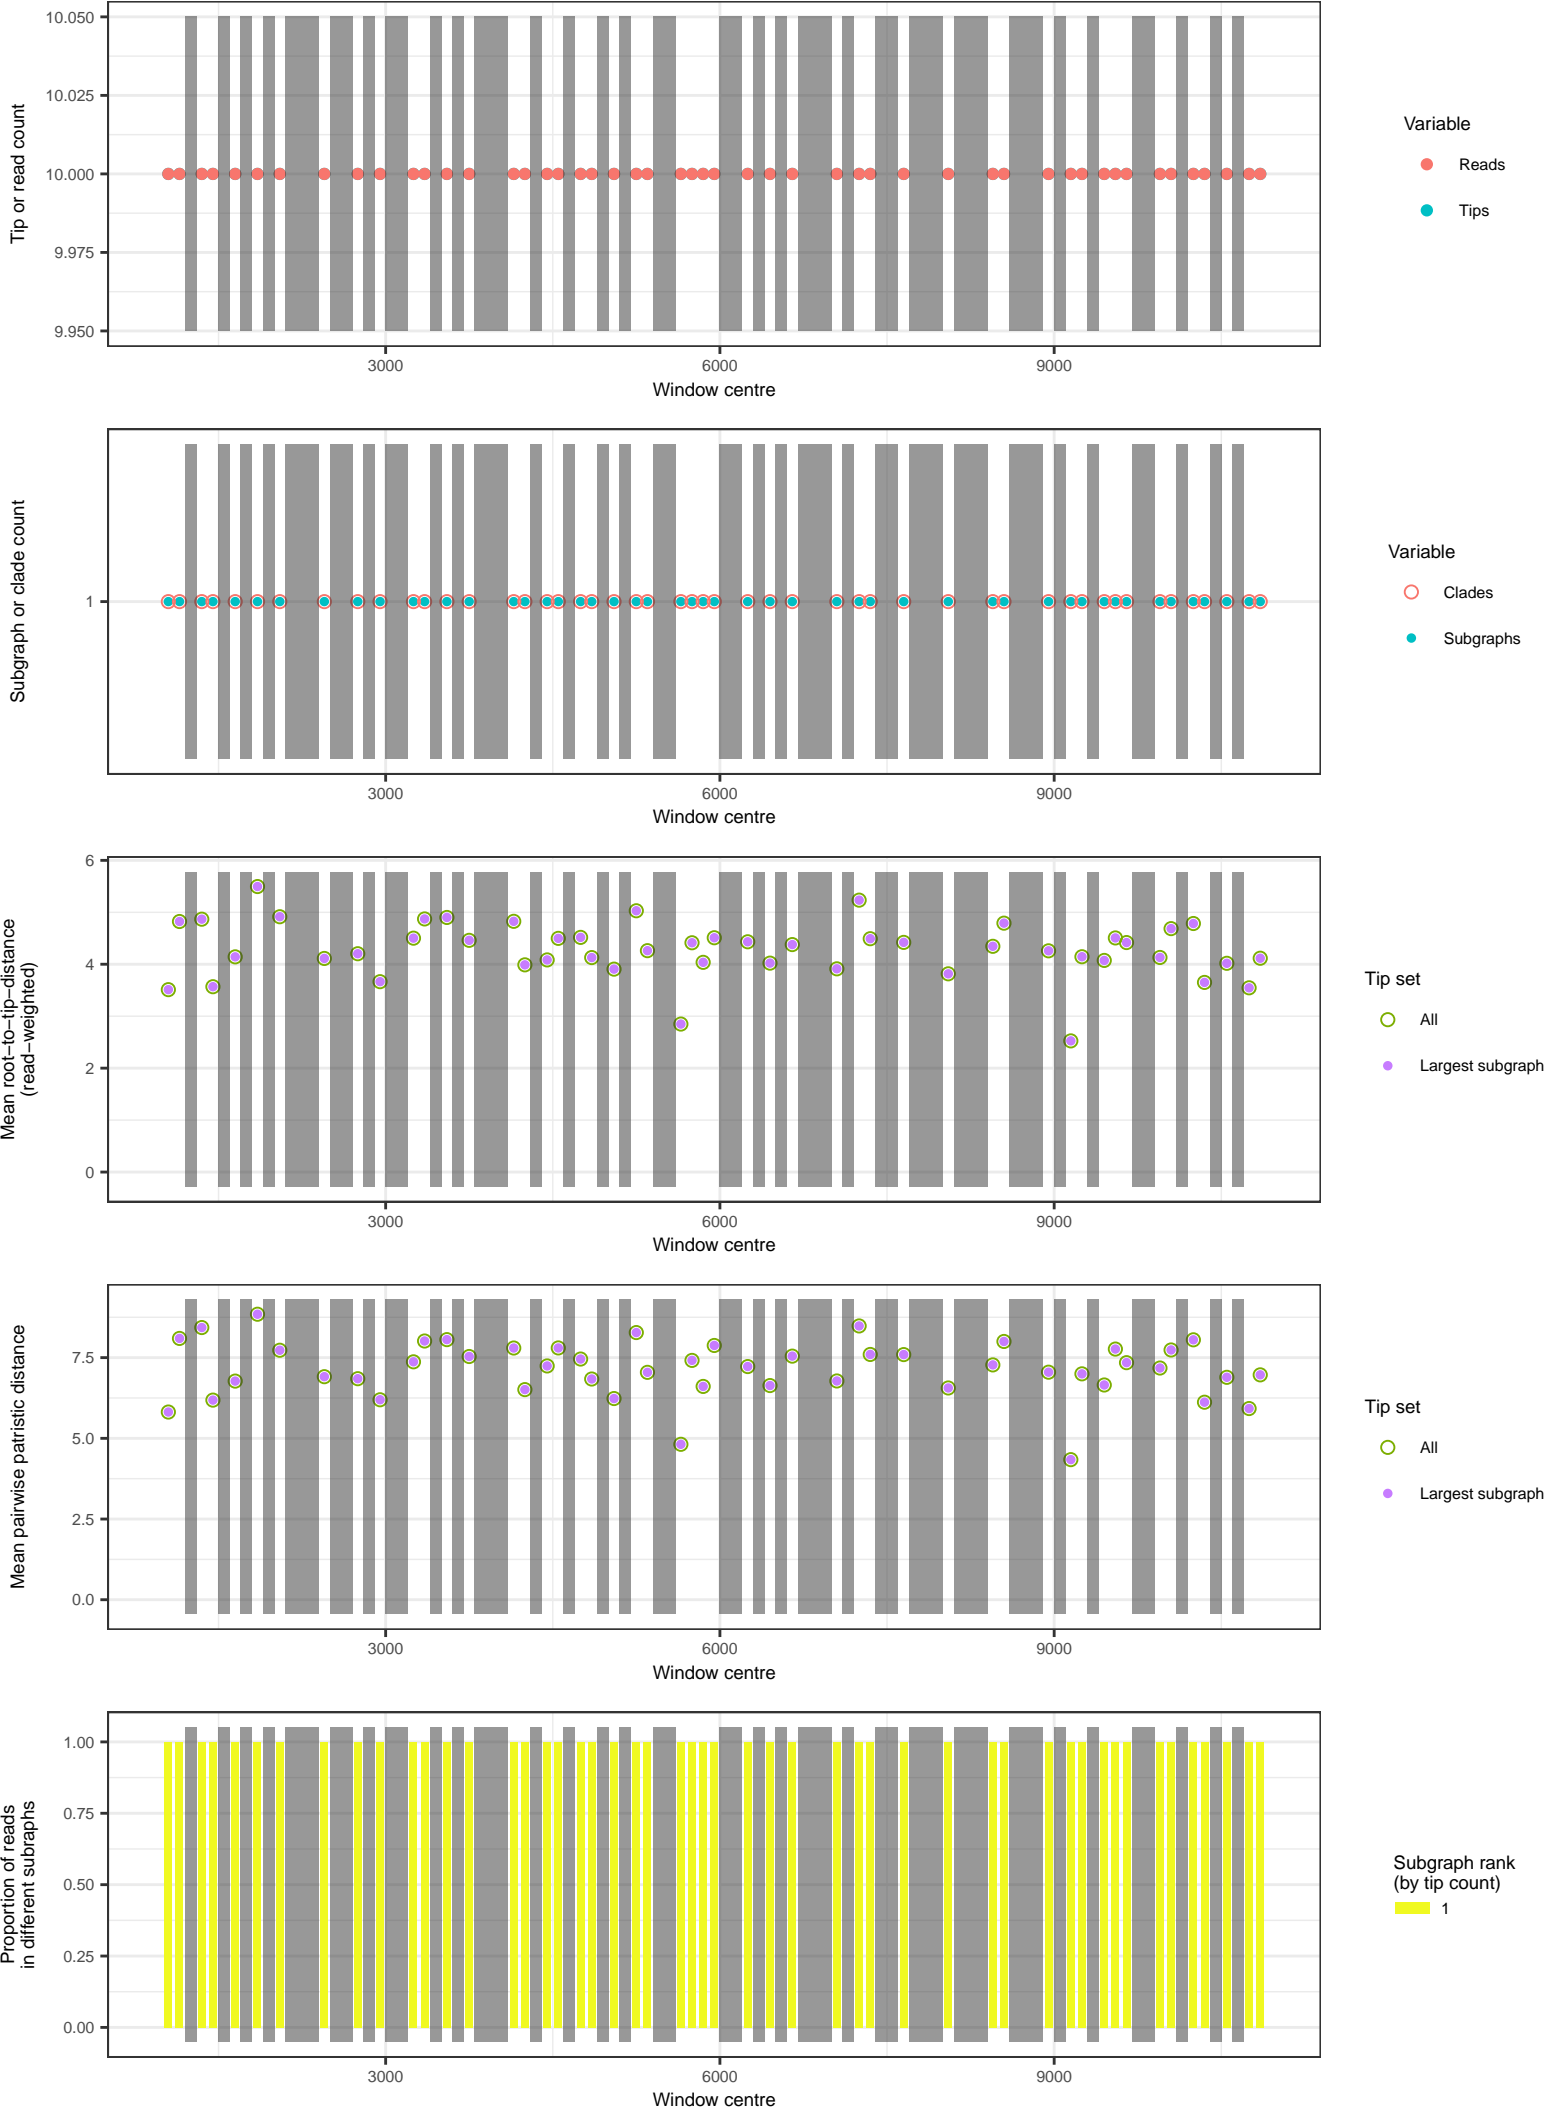 10.050
10.025
10.000
9.975
9.950
Tip or read count
3000
6000
9000
Window centre
Variable
Reads
Tips
1
Subgraph or clade count
3000
6000
9000
Window centre
Variable
Clades
Subgraphs
6
4
2
0
Mean root−to−tip−distance
(read−weighted)
3000
6000
9000
Window centre
Tip set
All
Largest subgraph
7.5
5.0
2.5
0.0
Mean pairwise patristic distance
3000
6000
9000
Window centre
Tip set
All
Largest subgraph
1.00
0.75
0.50
0.25
0.00
Proportion of reads
in different subraphs
3000
6000
9000
Window centre
Subgraph rank
(by tip count)
1